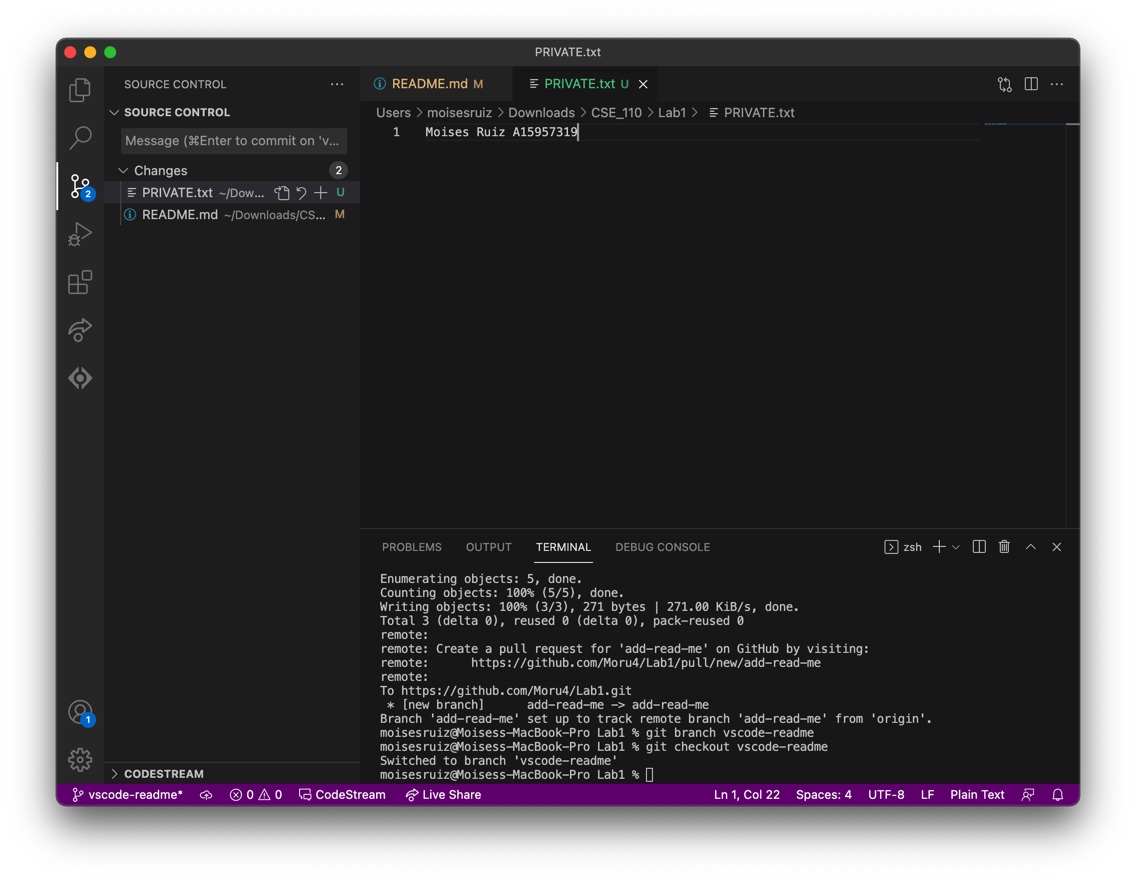 PRIVATE.txt
SOURCE CONTROL ...
SOURCE CONTROL
Message (⌘Enter to commit on 'v...
Changes 2
PRIVATE.txt ~/Dow... U
README.md ~/Downloads/CS... M
2
1
CODESTREAM
README.md M PRIVATE.txt U
Users > moisesruiz > Downloads > CSE_110 > Lab1 > PRIVATE.txt
1 Moises Ruiz A15957319
PROBLEMS OUTPUT TERMINAL DEBUG CONSOLE zsh
Enumerating objects: 5, done.
Counting objects: 100% (5/5), done.
Writing objects: 100% (3/3), 271 bytes | 271.00 KiB/s, done.
Total 3 (delta 0), reused 0 (delta 0), pack-reused 0
remote:
remote: Create a pull request for 'add-read-me' on GitHub by visiting:
remote:      https://github.com/Moru4/Lab1/pull/new/add-read-me
remote:
To https://github.com/Moru4/Lab1.git
 * [new branch]      add-read-me -> add-read-me
Branch 'add-read-me' set up to track remote branch 'add-read-me' from 'origin'.
moisesruiz@Moisess-MacBook-Pro Lab1 % git branch vscode-readme
moisesruiz@Moisess-MacBook-Pro Lab1 % git checkout vscode-readme
Switched to branch 'vscode-readme'
moisesruiz@Moisess-MacBook-Pro Lab1 %
vscode-readme* 0 0 CodeStream Live Share Ln 1, Col 22 Spaces: 4 UTF-8 LF Plain Text